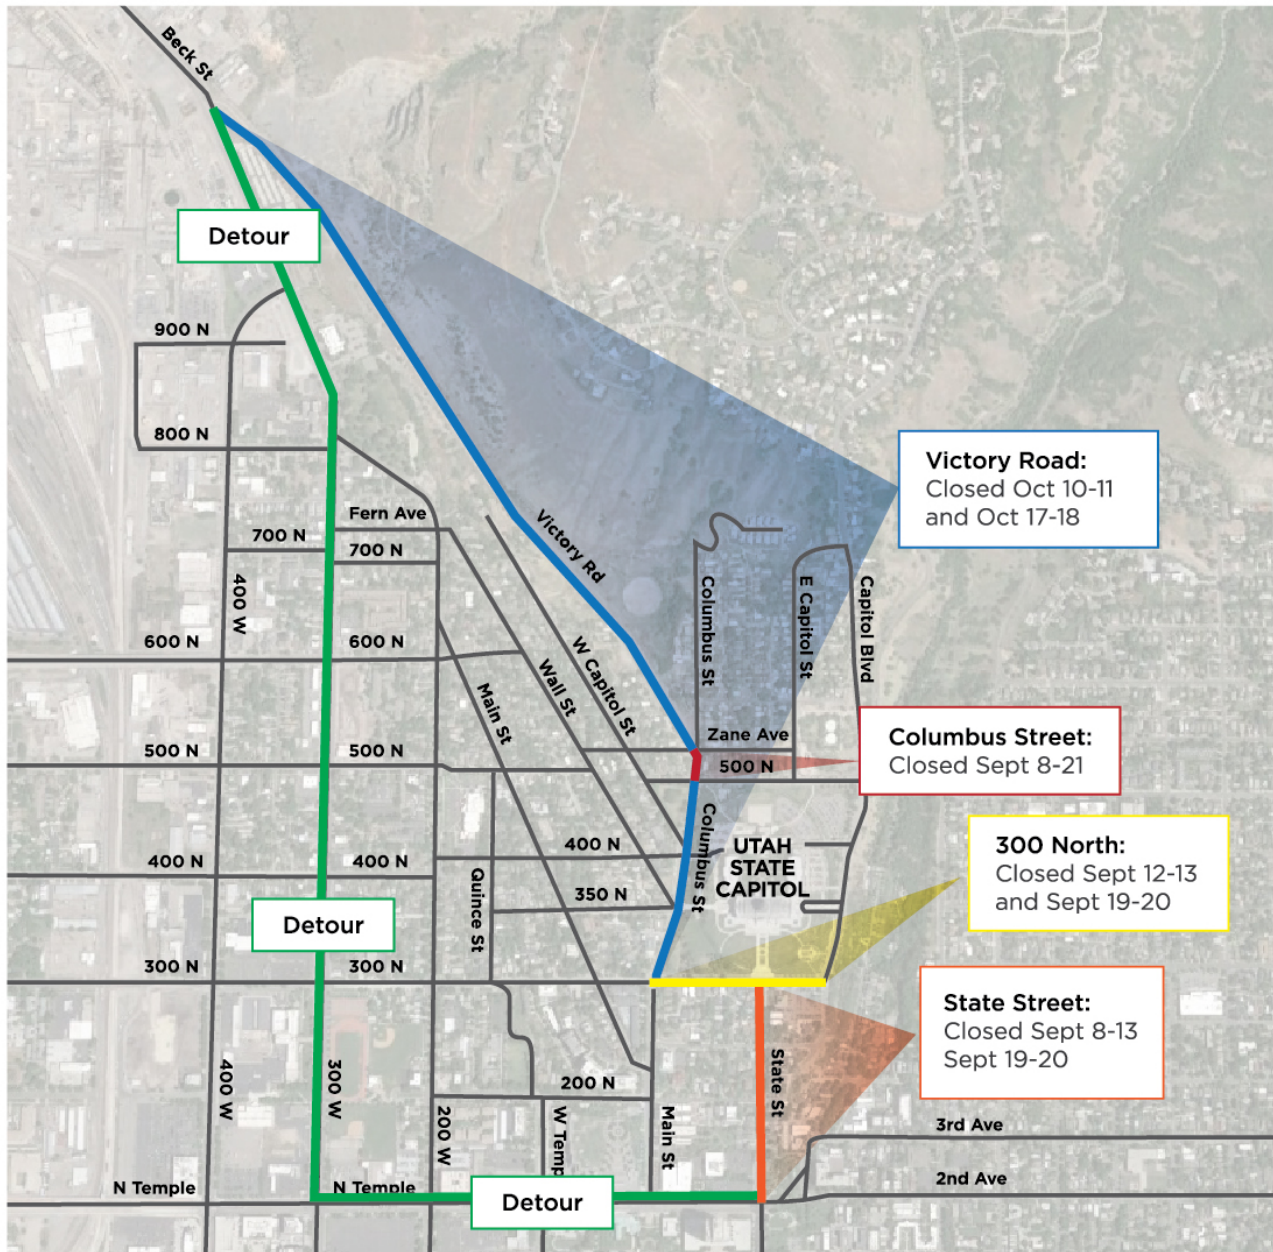 Beck St
Detour
900 N
800 N
Victory Road:
Closed Oct 10-11
and Oct 17-18
Fern Ave
700 N
700 N
Victory Rd
400 W
Columbus St
E Capitol St
Capitol Blvd
600 N
600 N
W Capitol St
Wall St
Main St
Zane Ave
Columbus Street:
Closed Sept 8-21
500 N
500 N
500 N
Columbus St
300 North:
Closed Sept 12-13
and Sept 19-20
400 N
400 N
400 N
UTAH
STATE
CAPITOL
Quince St
350 N
Detour
300 N
300 N
State Street:
Closed Sept 8-13
Sept 19-20
400 W
300 W
200 N
State St
200 W
W Temp
Main St
3rd Ave
N Temple
N Temple
Detour
2nd Ave